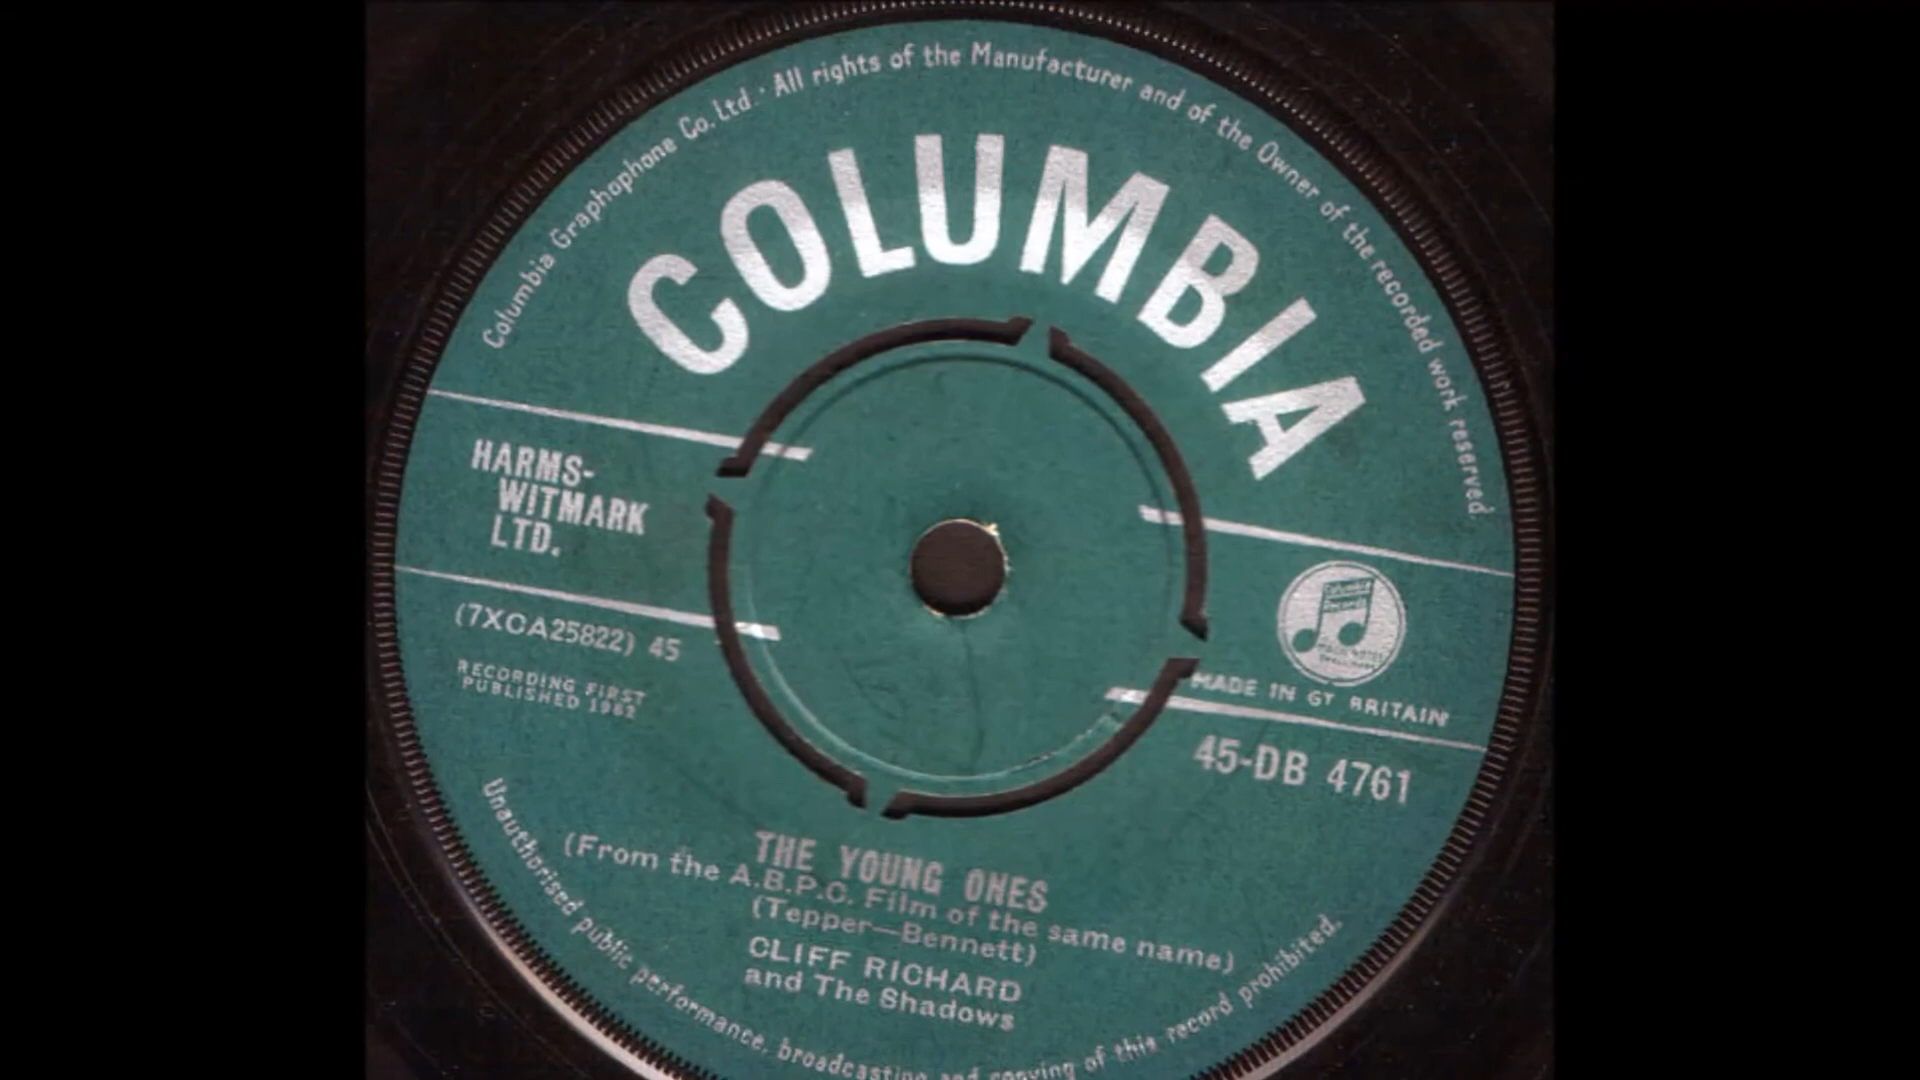 Columbia Graphophone Co. Ltd. · All rights of the Manufacturer and of the Owner of the recorded work reserved.
COLUMBIA
HARMS-
WITMARK
LTD.
(7XCA25822) 45
RECORDING FIRST
PUBLISHED 1962
MADE IN GT BRITAIN
45-DB 4761
THE YOUNG ONES
(From the A.B.P.C. Film of the same name)
(Tepper—Bennett)
CLIFF RICHARD
and The Shadows
Unauthorised public performance, broadcasting and copying of this record prohibited.